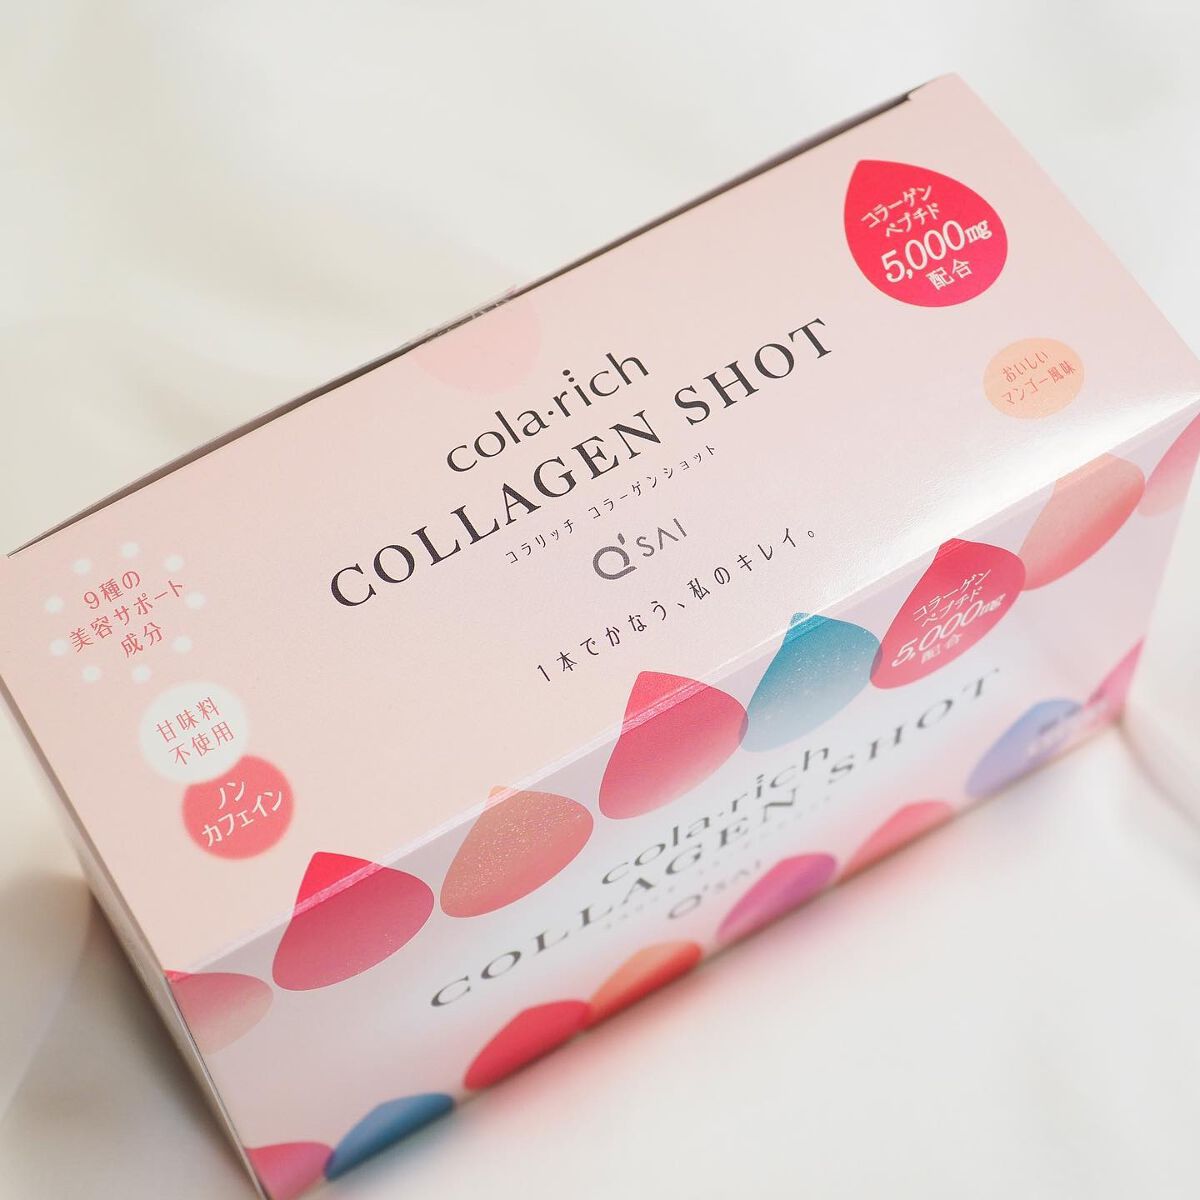 コラーゲン
ペプチド
5,000mg
配合
cola・rich
COLLAGEN SHOT
コラリッチ コラーゲンショット
Q'SAI
1本でかなう、私のキレイ。
おいしい
マンゴー風味
9種の
美容サポート
成分
甘味料
不使用
ノン
カフェイン
コラーゲン
ペプチド
5,000mg
配合
cola・rich
COLLAGEN SHOT
Q'SAI